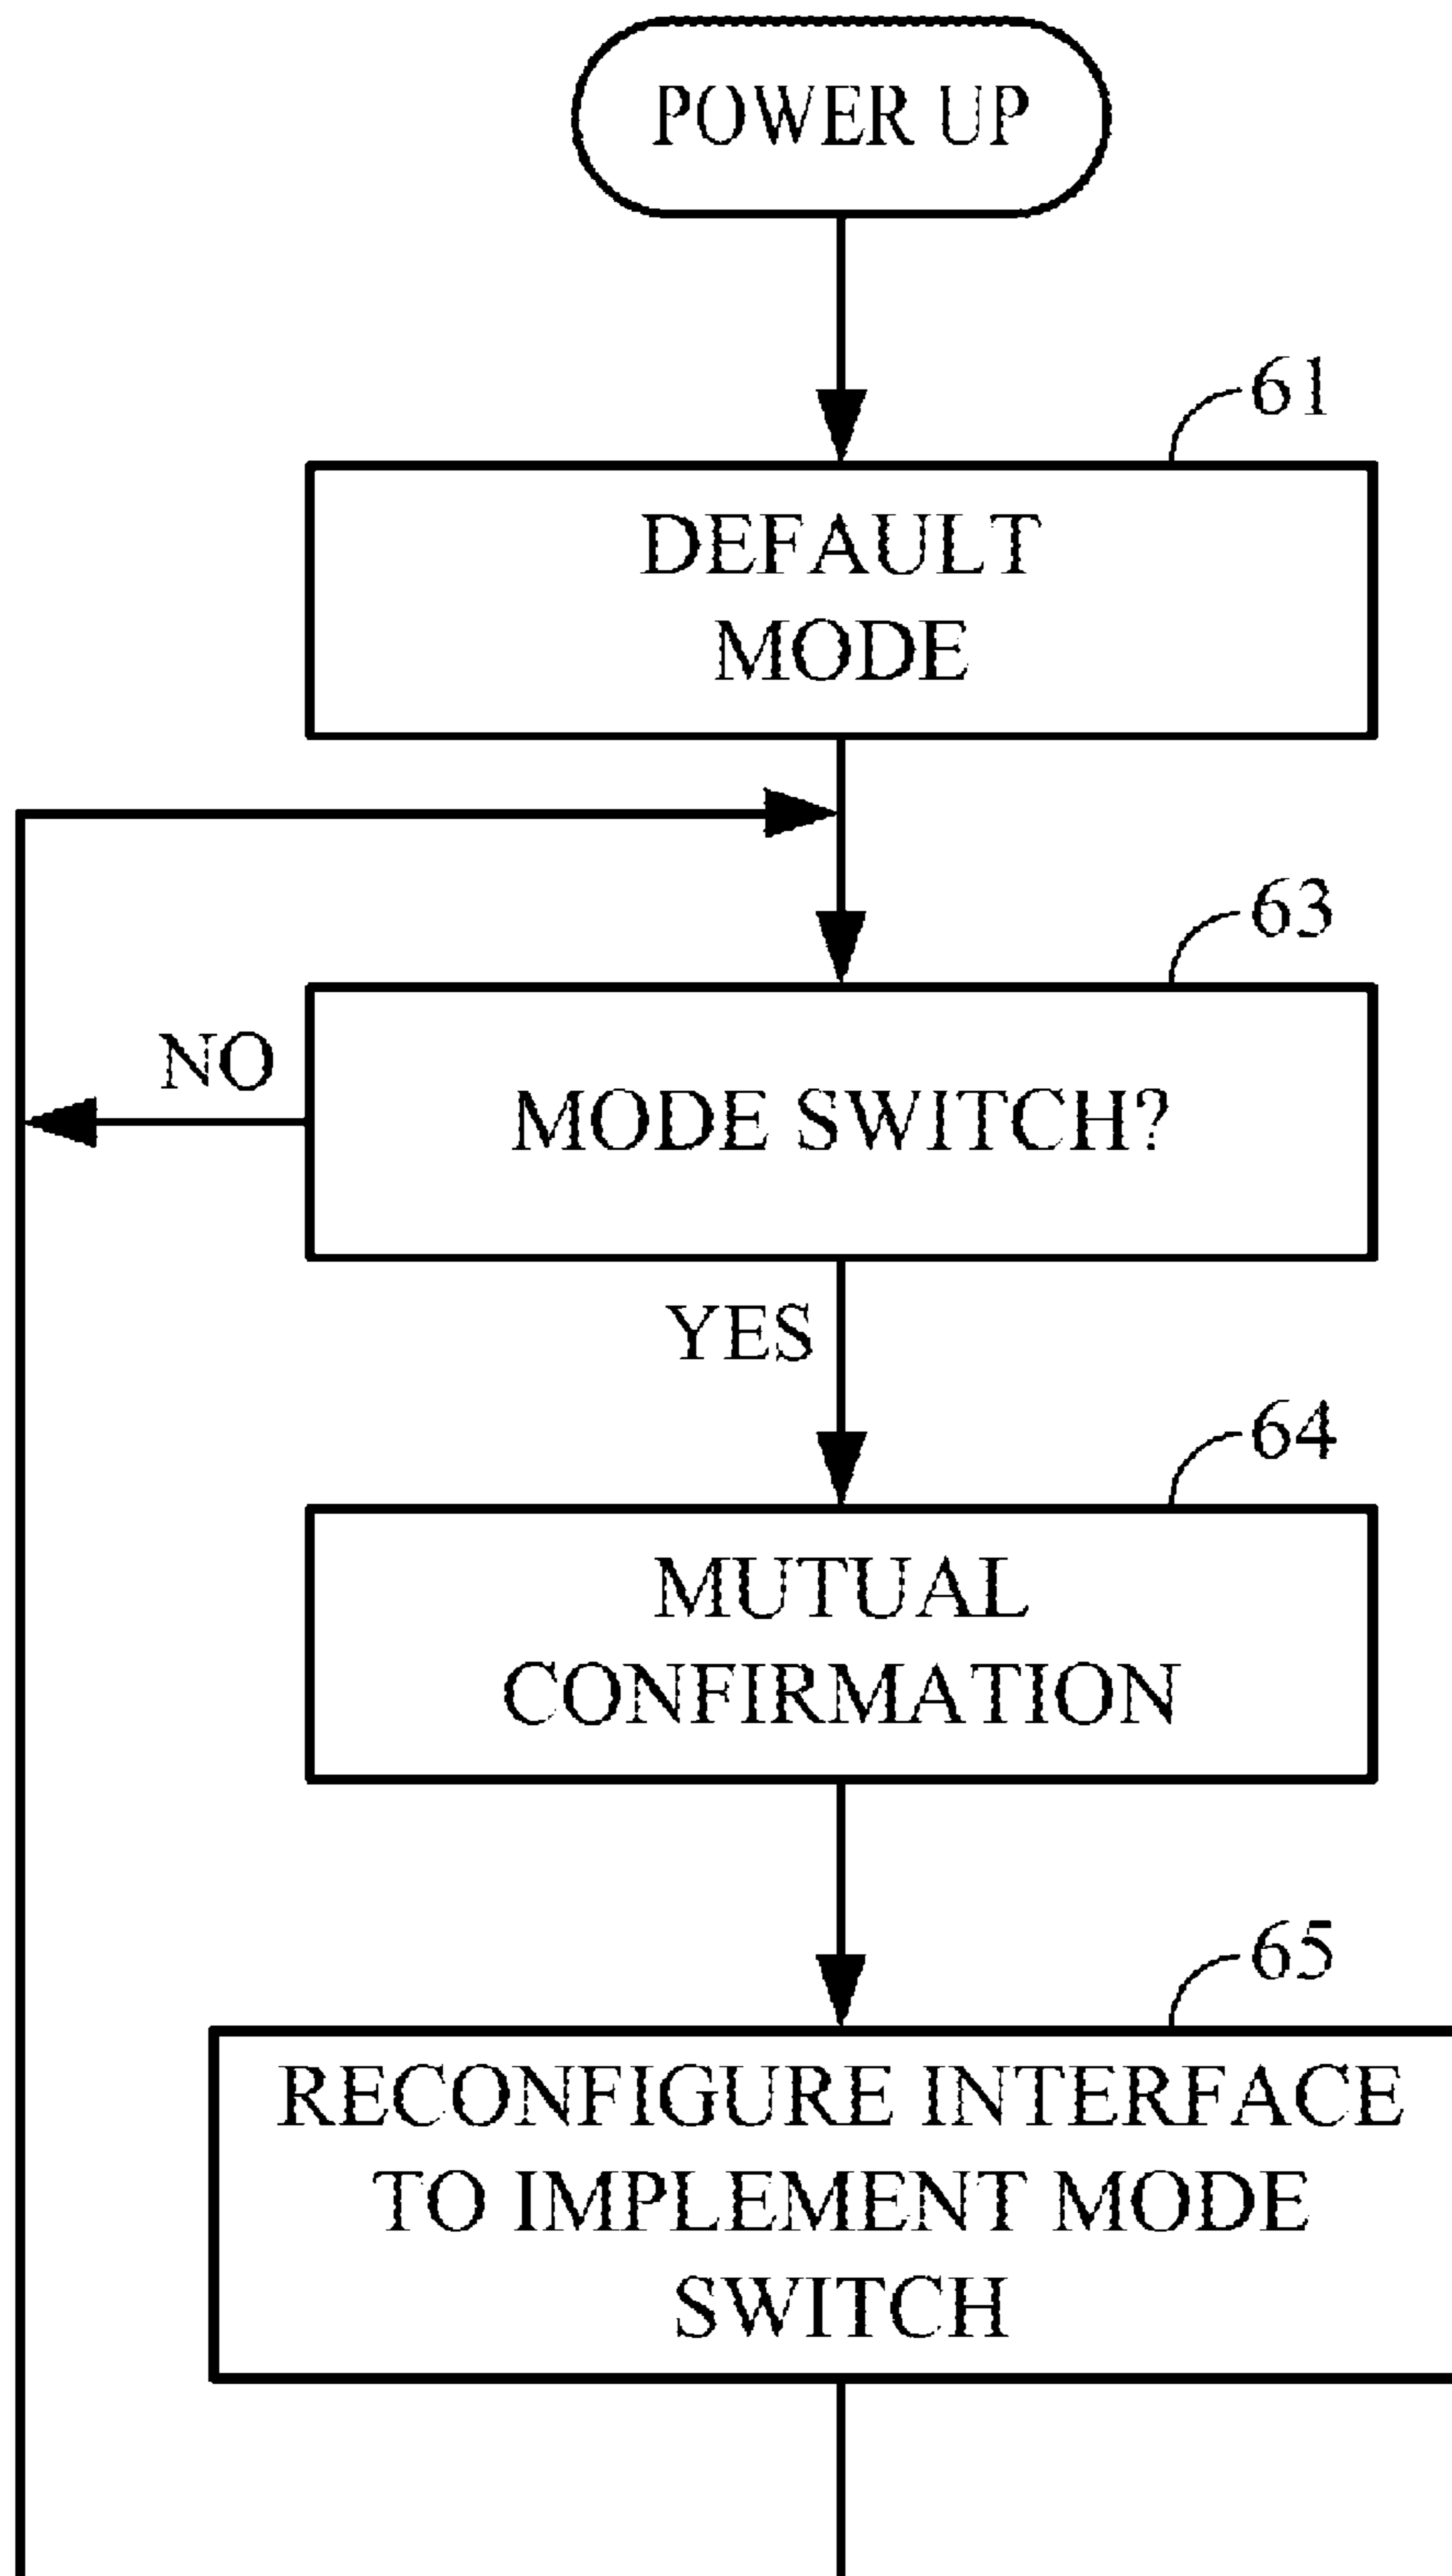 POWER UP
61
DEFAULT
MODE
63
NO
MODE SWITCH?
YES
64
MUTUAL
CONFIRMATION
65
RECONFIGURE INTERFACE
TO IMPLEMENT MODE
SWITCH